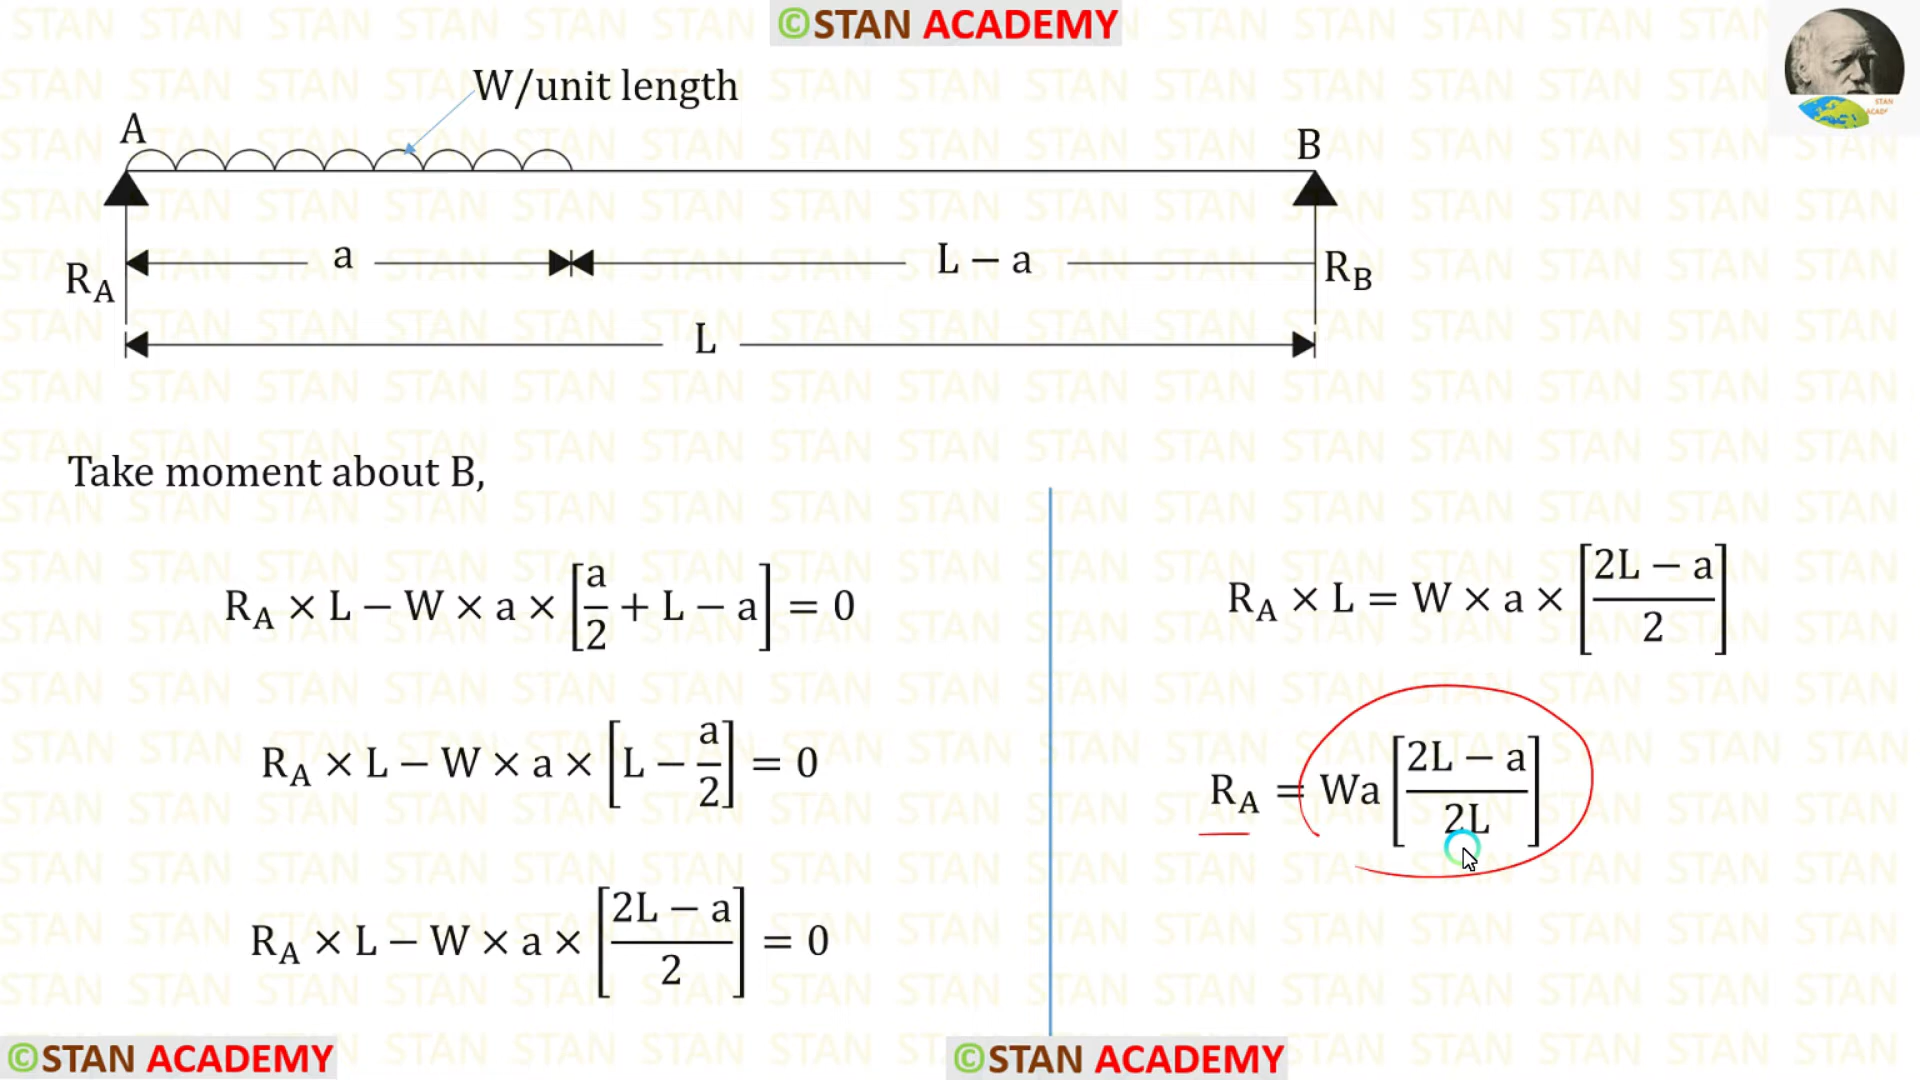 ©STAN ACADEMY
W/unit length
A
B
a
L − a
R_A
R_B
L
Take moment about B,
R_A × L − W × a × [a/2 + L − a] = 0
R_A × L − W × a × [L − a/2] = 0
R_A × L − W × a × [(2L − a)/2] = 0
R_A × L = W × a × [(2L − a)/2]
R_A = Wa [(2L − a)/2L]
©STAN ACADEMY
©STAN ACADEMY